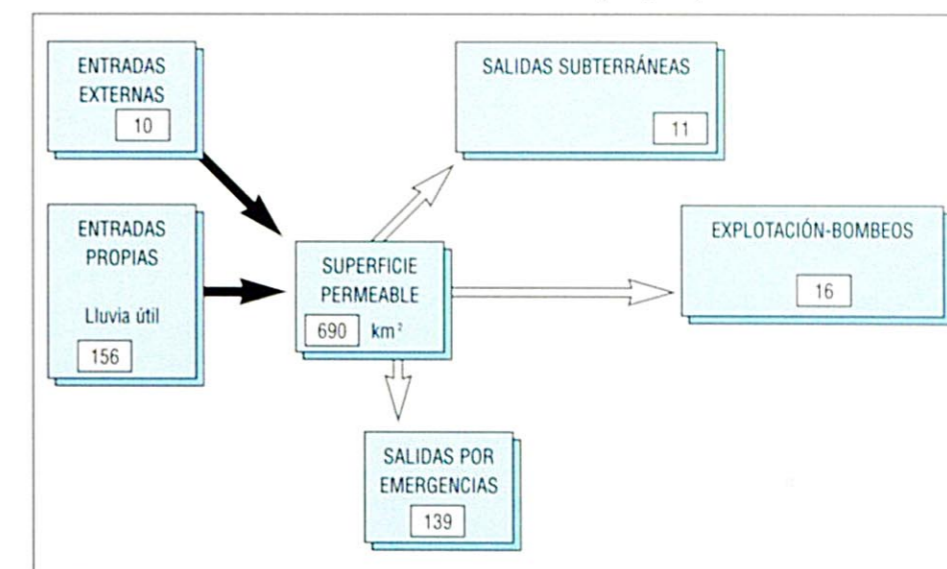 ENTRADAS
EXTERNAS
10
SALIDAS SUBTERRÁNEAS
11
ENTRADAS
PROPIAS
Lluvia útil
156
SUPERFICIE
PERMEABLE
690 km²
EXPLOTACIÓN-BOMBEOS
16
SALIDAS POR
EMERGENCIAS
139